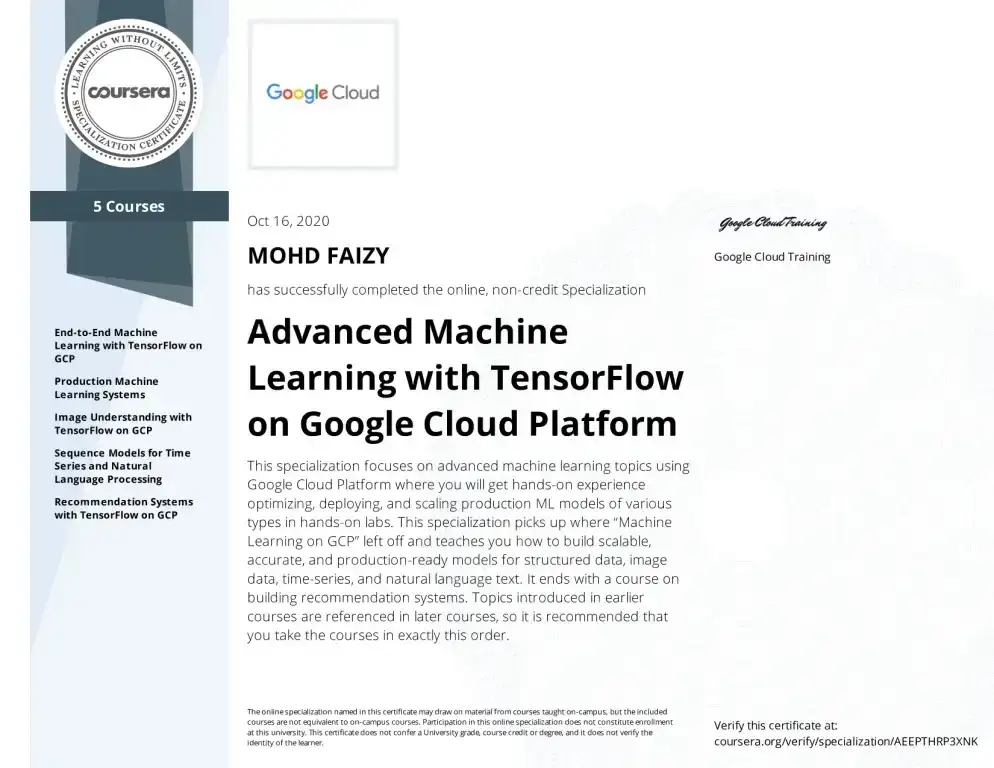 LEARNING WITHOUT LIMITS
coursera
SPECIALIZATION CERTIFICATE
5 Courses
End-to-End Machine
Learning with TensorFlow on
GCP
Production Machine
Learning Systems
Image Understanding with
TensorFlow on GCP
Sequence Models for Time
Series and Natural
Language Processing
Recommendation Systems
with TensorFlow on GCP
Google Cloud
Oct 16, 2020
MOHD FAIZY
has successfully completed the online, non-credit Specialization
Advanced Machine
Learning with TensorFlow
on Google Cloud Platform
This specialization focuses on advanced machine learning topics using
Google Cloud Platform where you will get hands-on experience
optimizing, deploying, and scaling production ML models of various
types in hands-on labs. This specialization picks up where “Machine
Learning on GCP” left off and teaches you how to build scalable,
accurate, and production-ready models for structured data, image
data, time-series, and natural language text. It ends with a course on
building recommendation systems. Topics introduced in earlier
courses are referenced in later courses, so it is recommended that
you take the courses in exactly this order.
The online specialization named in this certificate may draw on material from courses taught on-campus, but the included
courses are not equivalent to on-campus courses. Participation in this online specialization does not constitute enrollment
at this university. This certificate does not confer a University grade, course credit or degree, and it does not verify the
identity of the learner.
Google Cloud Training
Google Cloud Training
Verify this certificate at:
coursera.org/verify/specialization/AEEPTHRP3XNK